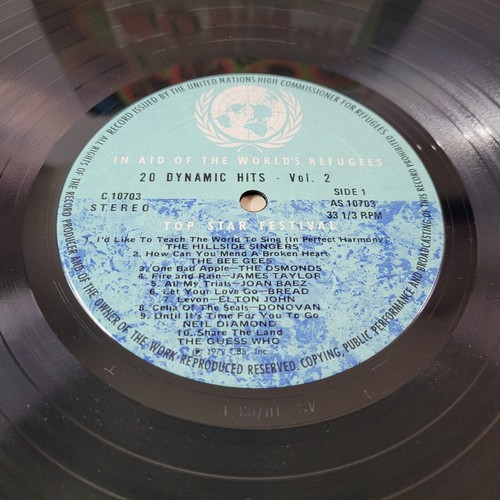 RECORD ISSUED BY THE UNITED NATIONS HIGH COMMISSIONER FOR REFUGEES.
ALL RIGHTS OF THE RECORD PRODUCER AND OF THE OWNER OF THE WORK REPRODUCED RESERVED. COPYING, PUBLIC PERFORMANCE AND BROADCASTING OF THIS RECORD PROHIBITED
IN AID OF THE WORLD'S REFUGEES
20 DYNAMIC HITS - Vol. 2
C 10703
STEREO
SIDE 1
AS 10703
33 1/3 RPM
TOP STAR FESTIVAL
1. I'd Like To Teach The World To Sing (In Perfect Harmony)
THE HILLSIDE SINGERS
2. How Can You Mend A Broken Heart
THE BEE GEES
3. One Bad Apple—THE OSMONDS
4. Fire and Rain—JAMES TAYLOR
5. All My Trials—JOAN BAEZ
6. Let Your Love Go—BREAD
7. Levon—ELTON JOHN
8. Celia Of The Seals—DONOVAN
9. Until It's Time For You To Go
NEIL DIAMOND
10. Share The Land
THE GUESS WHO
CBS, Inc.